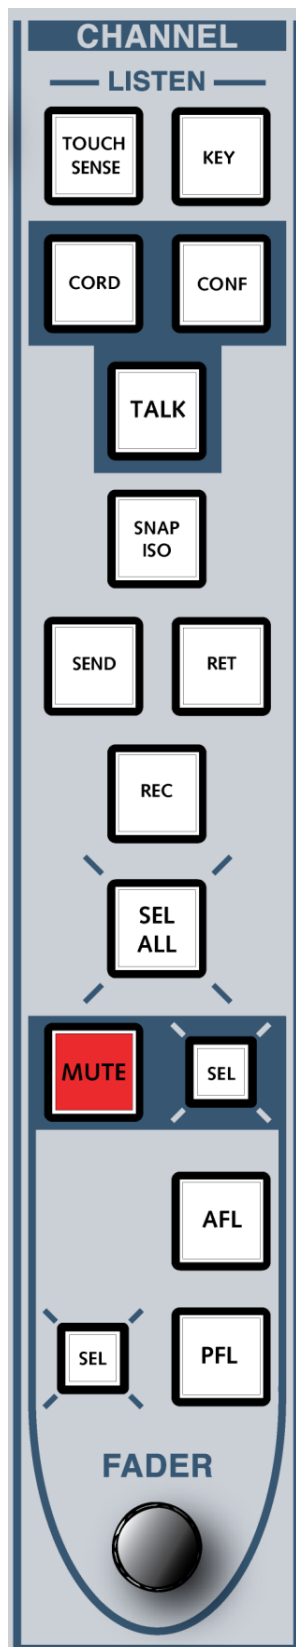 CHANNEL
LISTEN
TOUCH
SENSE
KEY
CORD
CONF
TALK
SNAP
ISO
SEND
RET
REC
SEL
ALL
MUTE
SEL
AFL
SEL
PFL
FADER